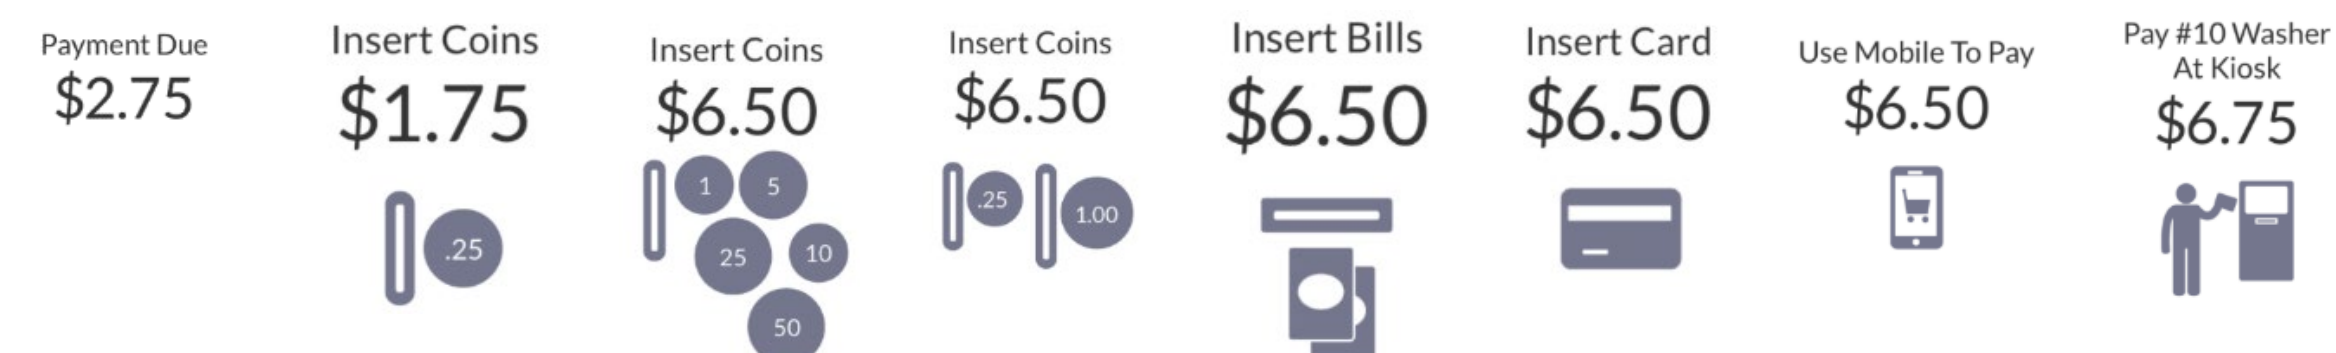 Payment Due
$2.75
Insert Coins
$1.75
.25
Insert Coins
$6.50
1
5
25
10
50
Insert Coins
$6.50
.25
1.00
Insert Bills
$6.50
Insert Card
$6.50
Use Mobile To Pay
$6.50
Pay #10 Washer
At Kiosk
$6.75